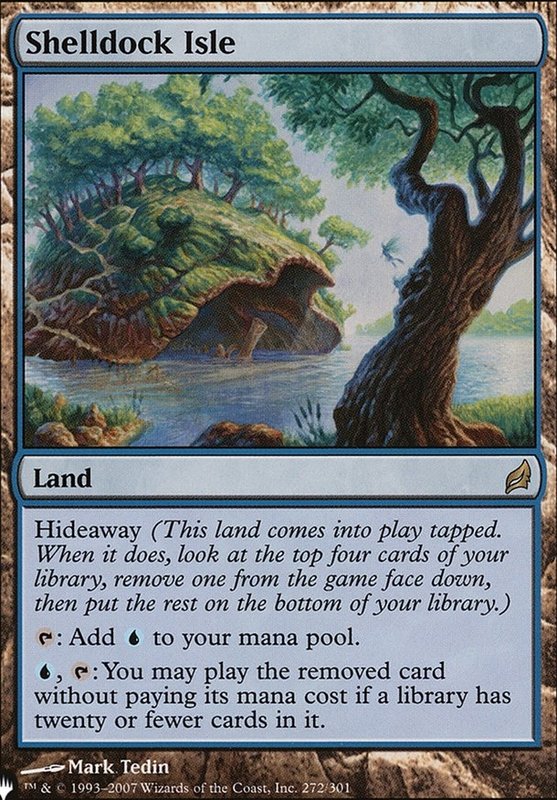 Shelldock Isle
Land
Hideaway (This land comes into play tapped.
When it does, look at the top four cards of your
library, remove one from the game face down,
then put the rest on the bottom of your library.)
: Add to your mana pool.
, : You may play the removed card
without paying its mana cost if a library has
twenty or fewer cards in it.
Mark Tedin
™ & © 1993–2007 Wizards of the Coast, Inc. 272/301